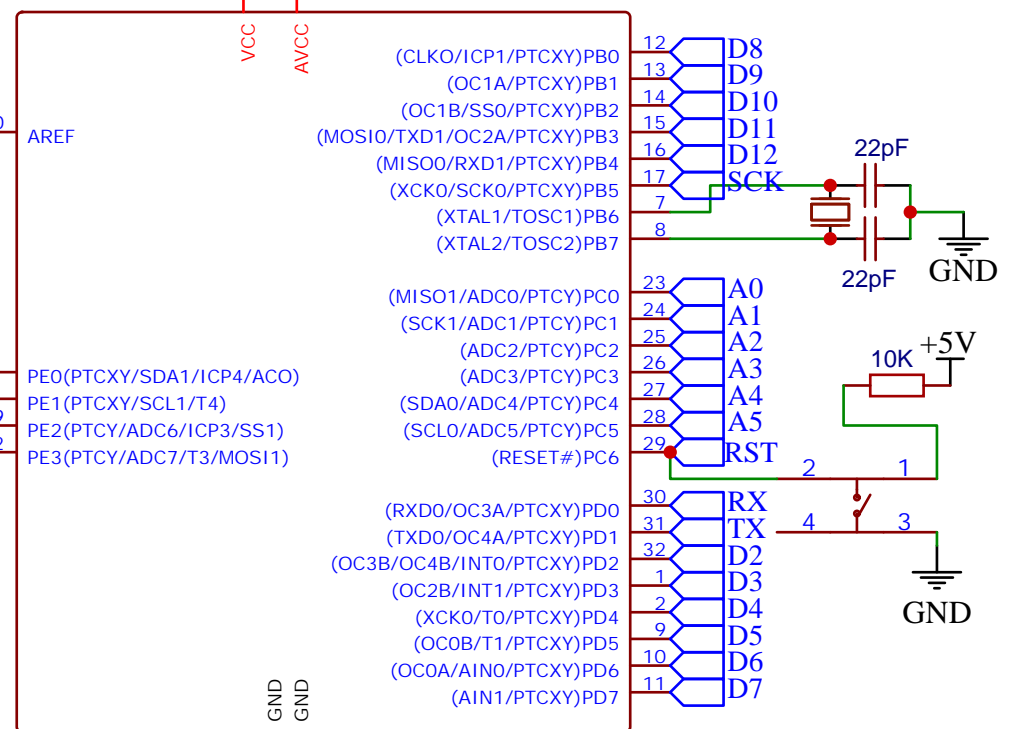 VCC
AVCC
AREF
(CLKO/ICP1/PTCXY)PB0 12 D8
(OC1A/PTCXY)PB1 13 D9
(OC1B/SS0/PTCXY)PB2 14 D10
(MOSI0/TXD1/OC2A/PTCXY)PB3 15 D11
(MISO0/RXD1/PTCXY)PB4 16 D12
(XCK0/SCK0/PTCXY)PB5 17 SCK
(XTAL1/TOSC1)PB6 7
(XTAL2/TOSC2)PB7 8
22pF
22pF
GND
(MISO1/ADC0/PTCY)PC0 23 A0
(SCK1/ADC1/PTCY)PC1 24 A1
(ADC2/PTCY)PC2 25 A2
(ADC3/PTCY)PC3 26 A3
(SDA0/ADC4/PTCY)PC4 27 A4
(SCL0/ADC5/PTCY)PC5 28 A5
(RESET#)PC6 29 RST
10K
+5V
2 1
4 3
GND
PE0(PTCXY/SDA1/ICP4/ACO)
PE1(PTCXY/SCL1/T4)
PE2(PTCY/ADC6/ICP3/SS1)
PE3(PTCY/ADC7/T3/MOSI1)
(RXD0/OC3A/PTCXY)PD0 30 RX
(TXD0/OC4A/PTCXY)PD1 31 TX
(OC3B/OC4B/INT0/PTCXY)PD2 32 D2
(OC2B/INT1/PTCXY)PD3 1 D3
(XCK0/T0/PTCXY)PD4 2 D4
(OC0B/T1/PTCXY)PD5 9 D5
(OC0A/AIN0/PTCXY)PD6 10 D6
(AIN1/PTCXY)PD7 11 D7
GND
GND